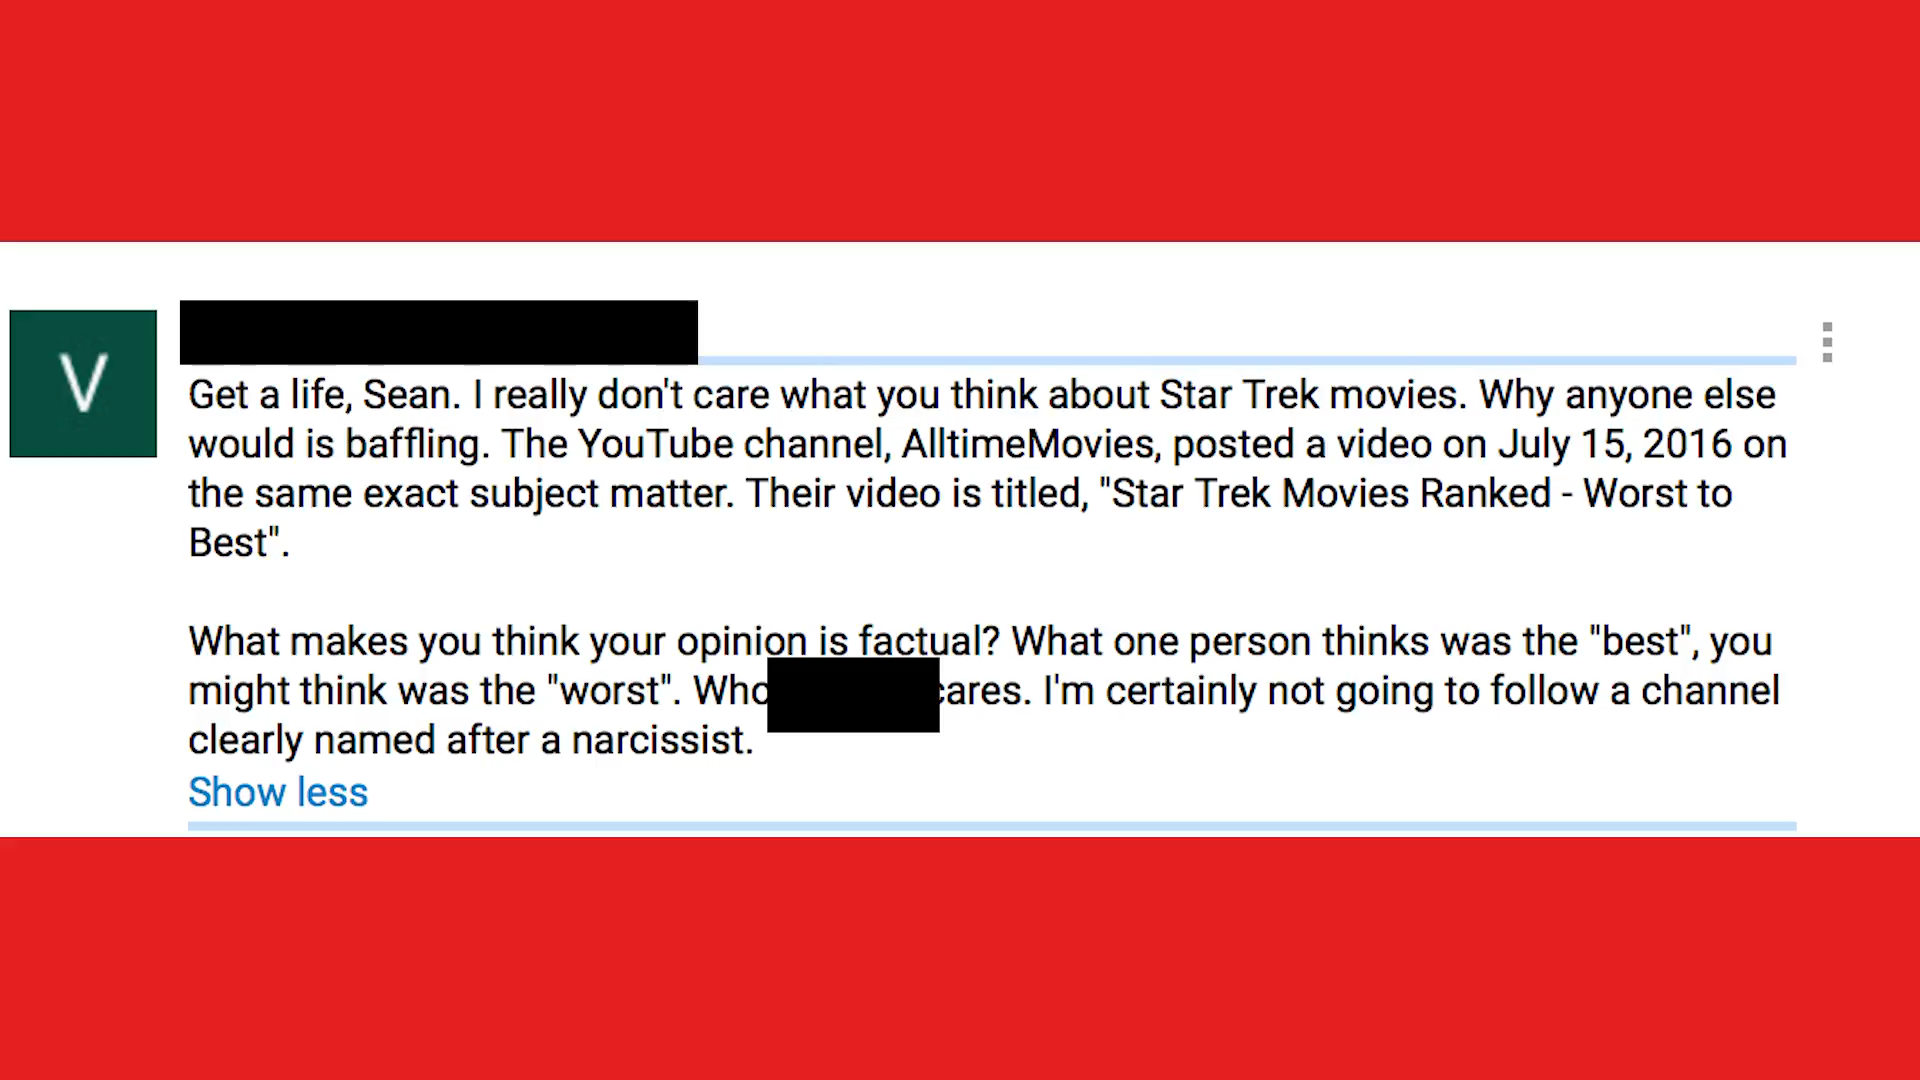 V
Get a life, Sean. I really don't care what you think about Star Trek movies. Why anyone else
would is baffling. The YouTube channel, AlltimeMovies, posted a video on July 15, 2016 on
the same exact subject matter. Their video is titled, "Star Trek Movies Ranked - Worst to
Best".
What makes you think your opinion is factual? What one person thinks was the "best", you
might think was the "worst". Who cares. I'm certainly not going to follow a channel
clearly named after a narcissist.
Show less